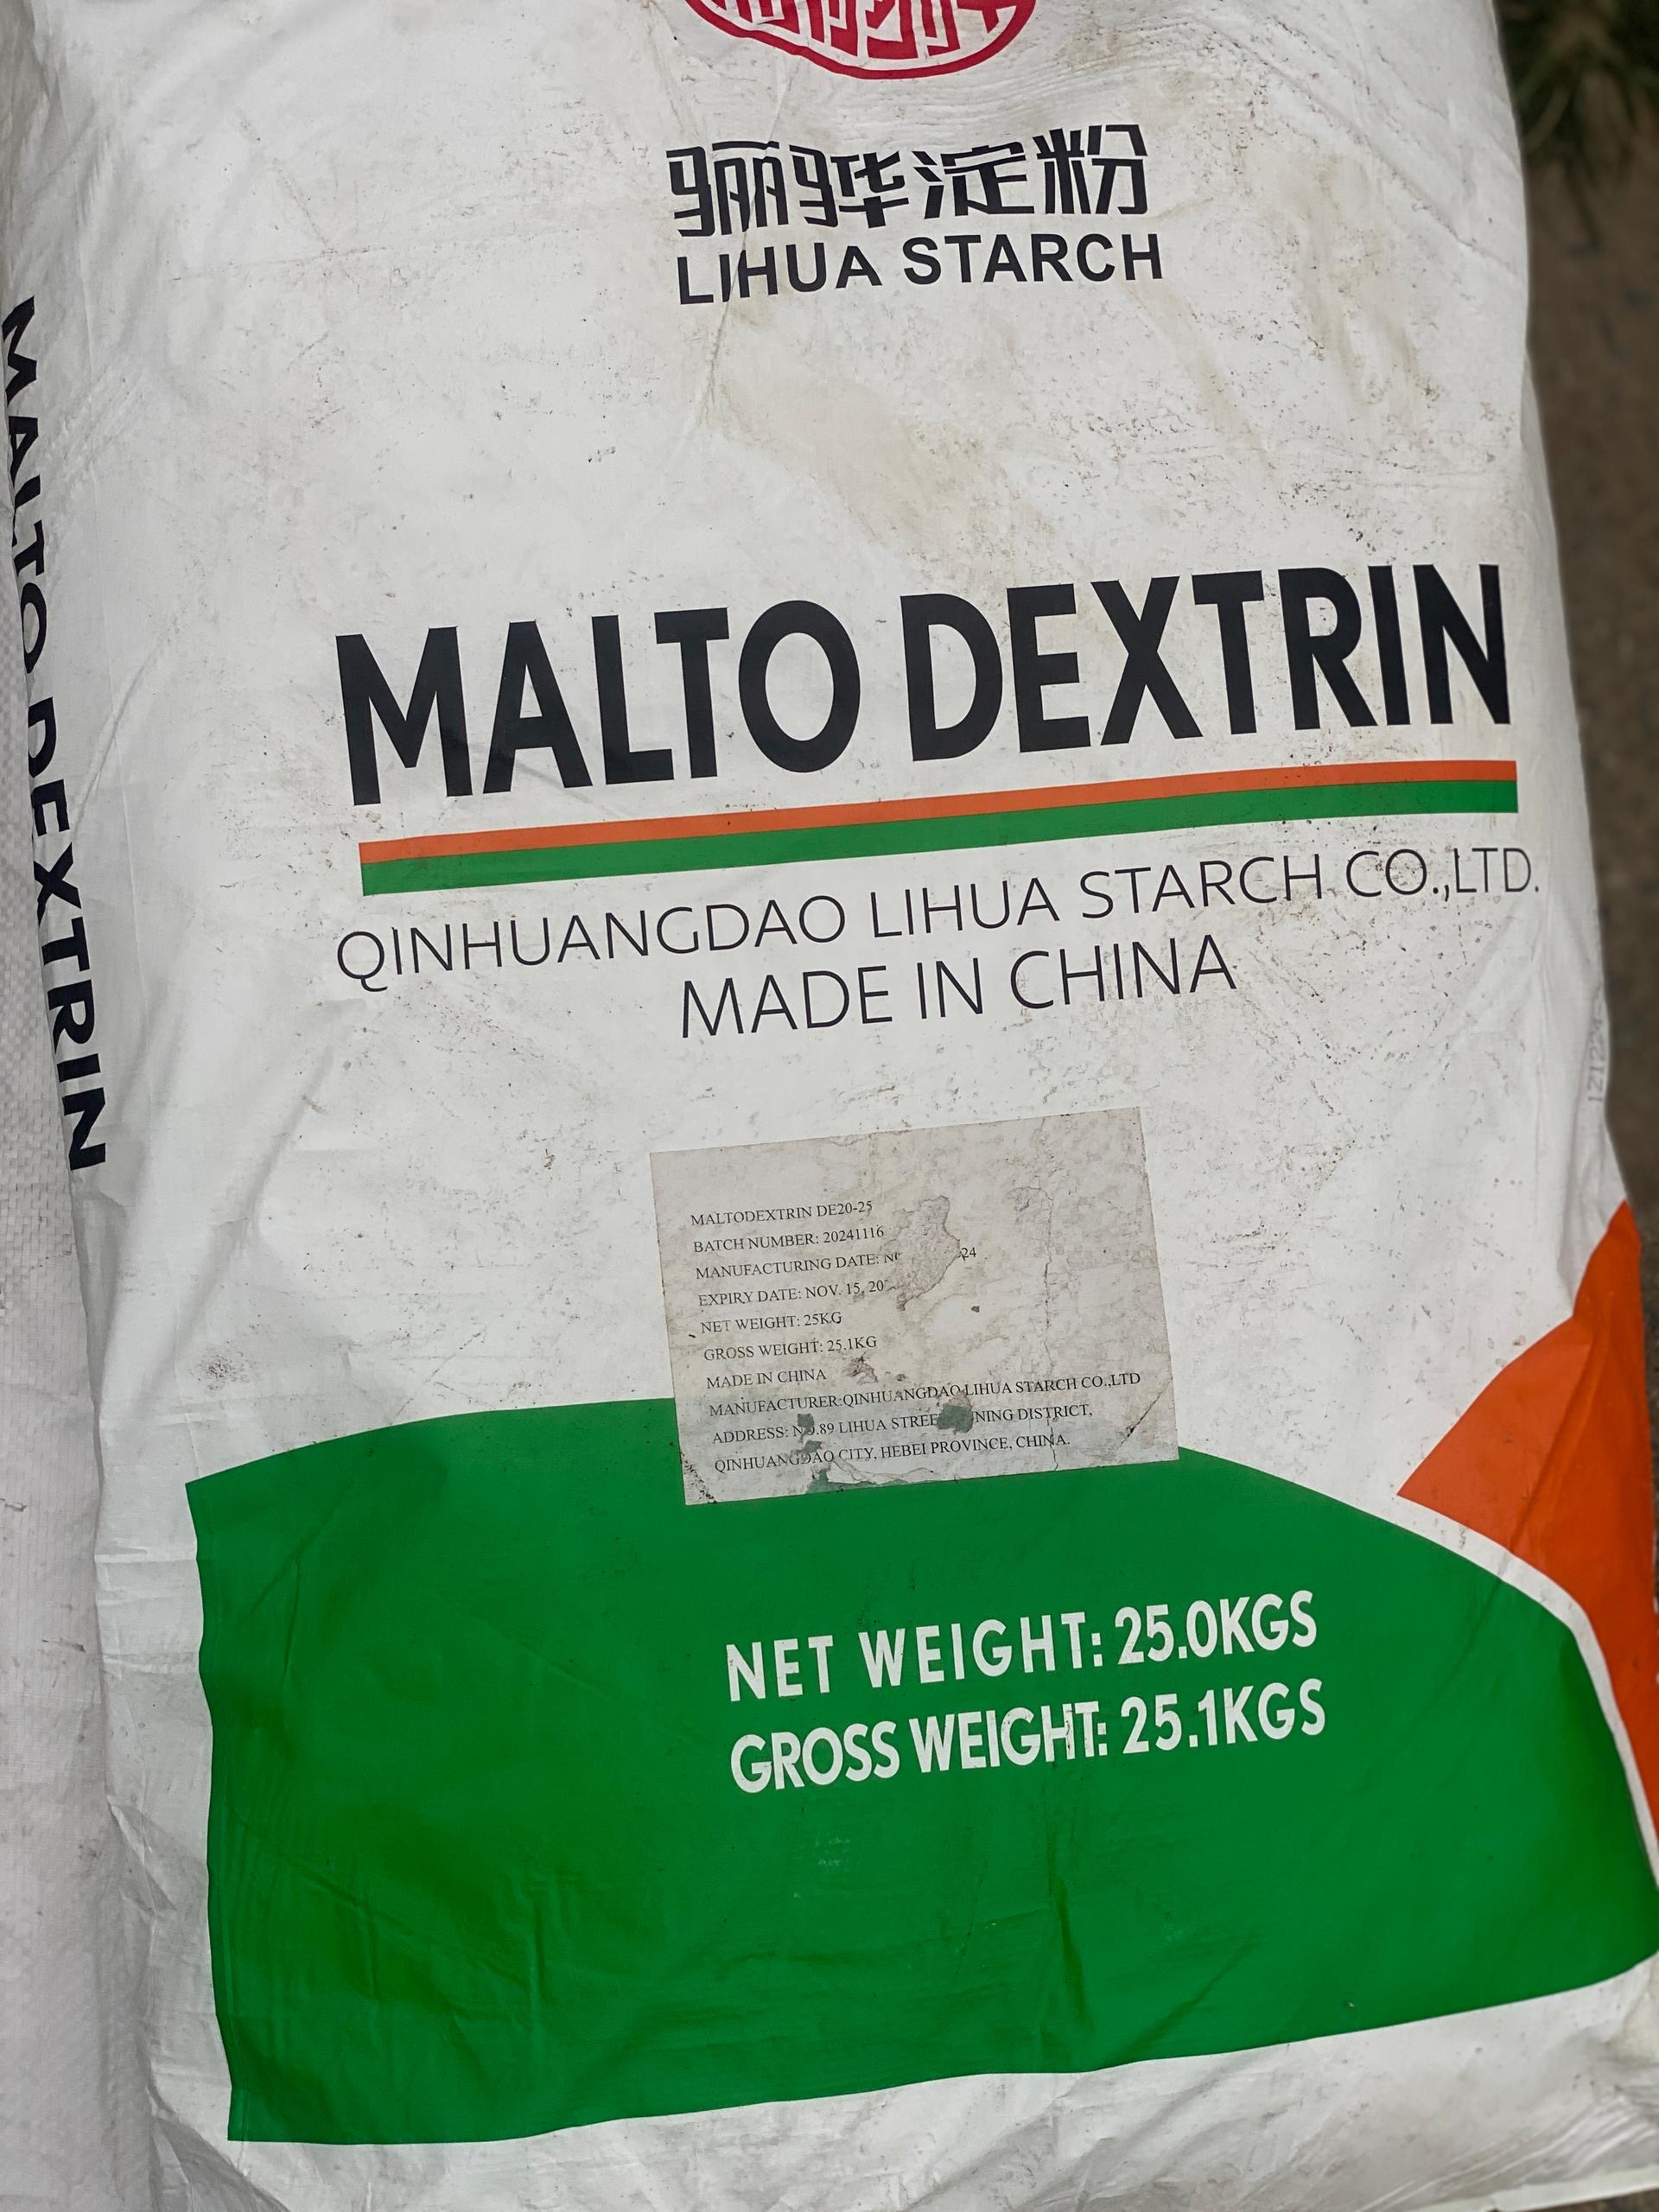 骊骅淀粉
LIHUA STARCH
MALTO DEXTRIN
MALTO DEXTRIN
QINHUANGDAO LIHUA STARCH CO.,LTD.
MADE IN CHINA
MALTODEXTRIN DE20-25
BATCH NUMBER: 20241116
MANUFACTURING DATE:
EXPIRY DATE: NOV. 15,
NET WEIGHT: 25KG
GROSS WEIGHT: 25.1KG
MADE IN CHINA
MANUFACTURER:QINHUANGDAO LIHUA STARCH CO.,LTD
ADDRESS: NO.89 LIHUA DISTRICT,
QINHUANGDAO CITY, HEBEI PROVINCE, CHINA.
NET WEIGHT: 25.0KGS
GROSS WEIGHT: 25.1KGS